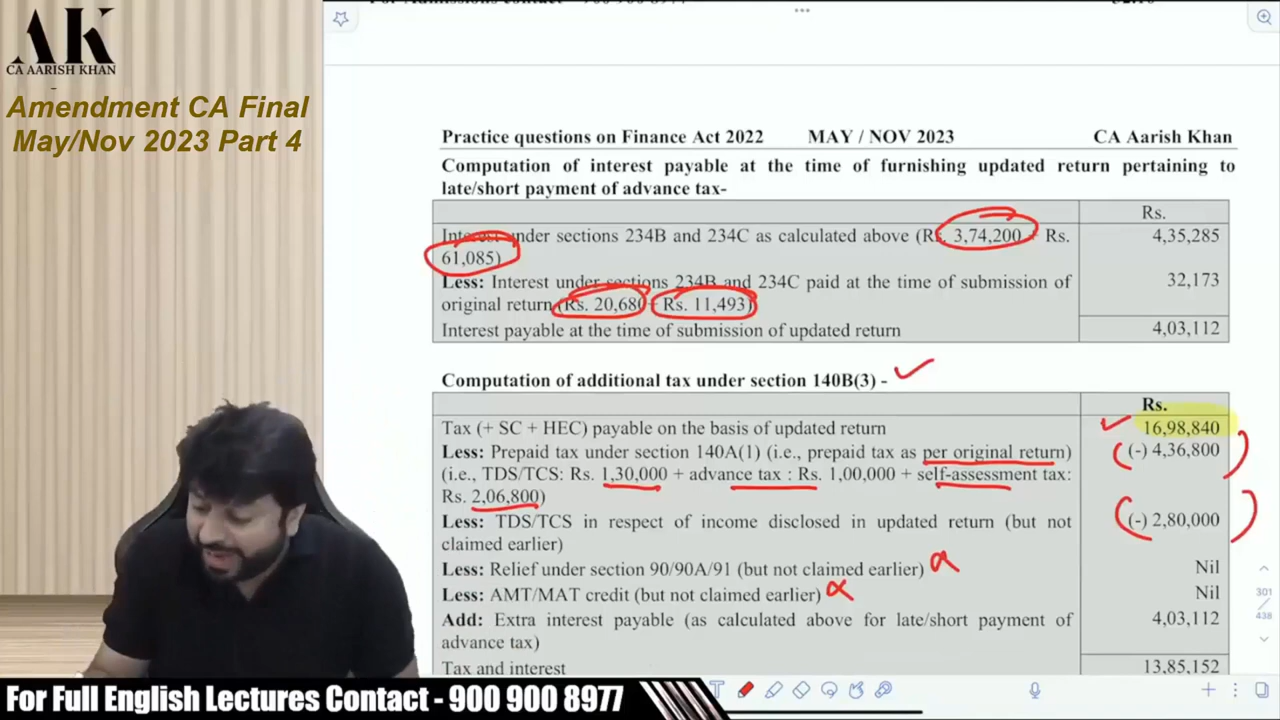 AK
CA AARISH KHAN
Amendment CA Final
May/Nov 2023 Part 4
Practice questions on Finance Act 2022 MAY / NOV 2023 CA Aarish Khan
Computation of interest payable at the time of furnishing updated return pertaining to
late/short payment of advance tax-
Rs.
Interest under sections 234B and 234C as calculated above (Rs. 3,74,200 + Rs. 4,35,285
61,085)
Less: Interest under sections 234B and 234C paid at the time of submission of 32,173
original return (Rs. 20,680 Rs. 11,493)
Interest payable at the time of submission of updated return 4,03,112
Computation of additional tax under section 140B(3) -
Rs.
Tax (+ SC + HEC) payable on the basis of updated return 16,98,840
Less: Prepaid tax under section 140A(1) (i.e., prepaid tax as per original return) (-) 4,36,800
(i.e., TDS/TCS: Rs. 1,30,000 + advance tax : Rs. 1,00,000 + self-assessment tax:
Rs. 2,06,800)
Less: TDS/TCS in respect of income disclosed in updated return (but not (-) 2,80,000
claimed earlier)
Less: Relief under section 90/90A/91 (but not claimed earlier) Nil
Less: AMT/MAT credit (but not claimed earlier) Nil
Add: Extra interest payable (as calculated above for late/short payment of 4,03,112
advance tax)
Tax and interest 13,85,152
301
438
For Full English Lectures Contact - 900 900 8977